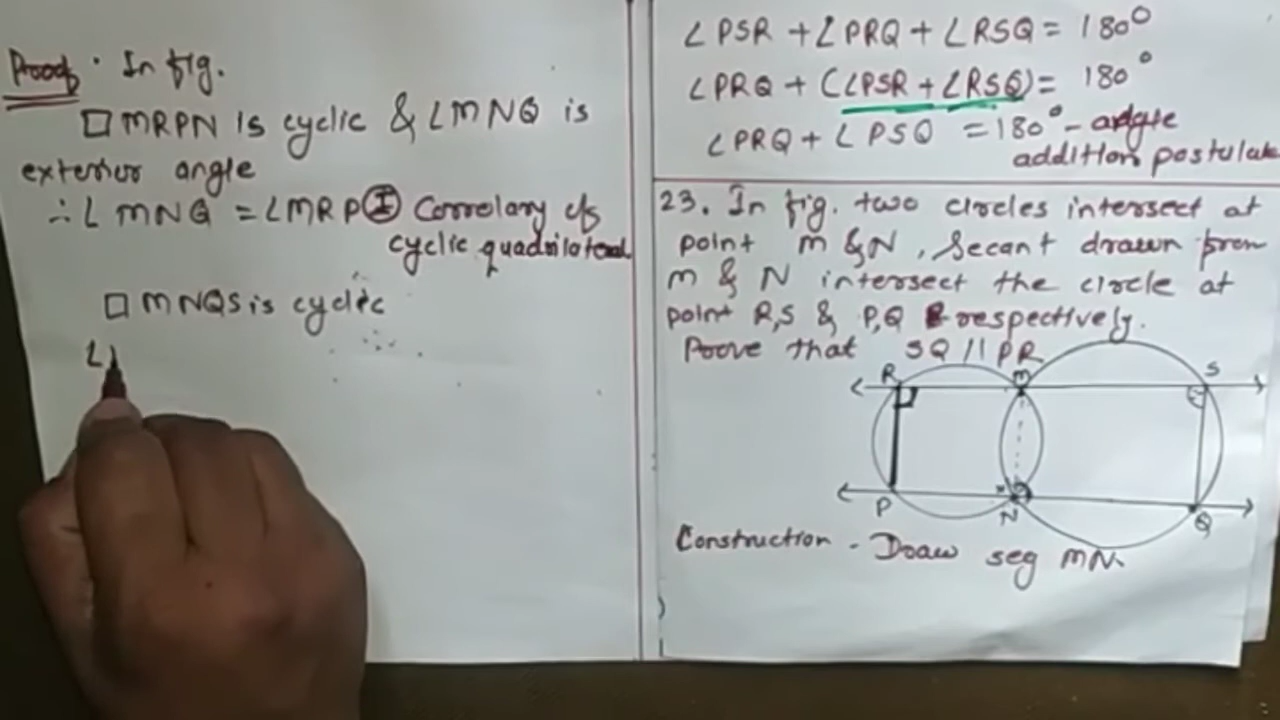 Proof. In fig.
□ MRPN is cyclic & ∠MNQ is
exterior angle
∴ ∠ MNQ = ∠MRP Ⓘ Correlary of
cyclic quadrilateral
□ MNQS is cyclic
∠
∠PSR + ∠PRQ + ∠RSQ = 180°
∠PRQ + (∠PSR + ∠RSQ) = 180°
∠PRQ + ∠PSQ = 180° - angle
addition postulate
23. In fig. two circles intersect at
point M & N, Secant drawn from
M & N intersect the circle at
point R,S & P,Q respectively.
Prove that SQ // PR
R M S
P N Q
Construction - Draw seg MN.